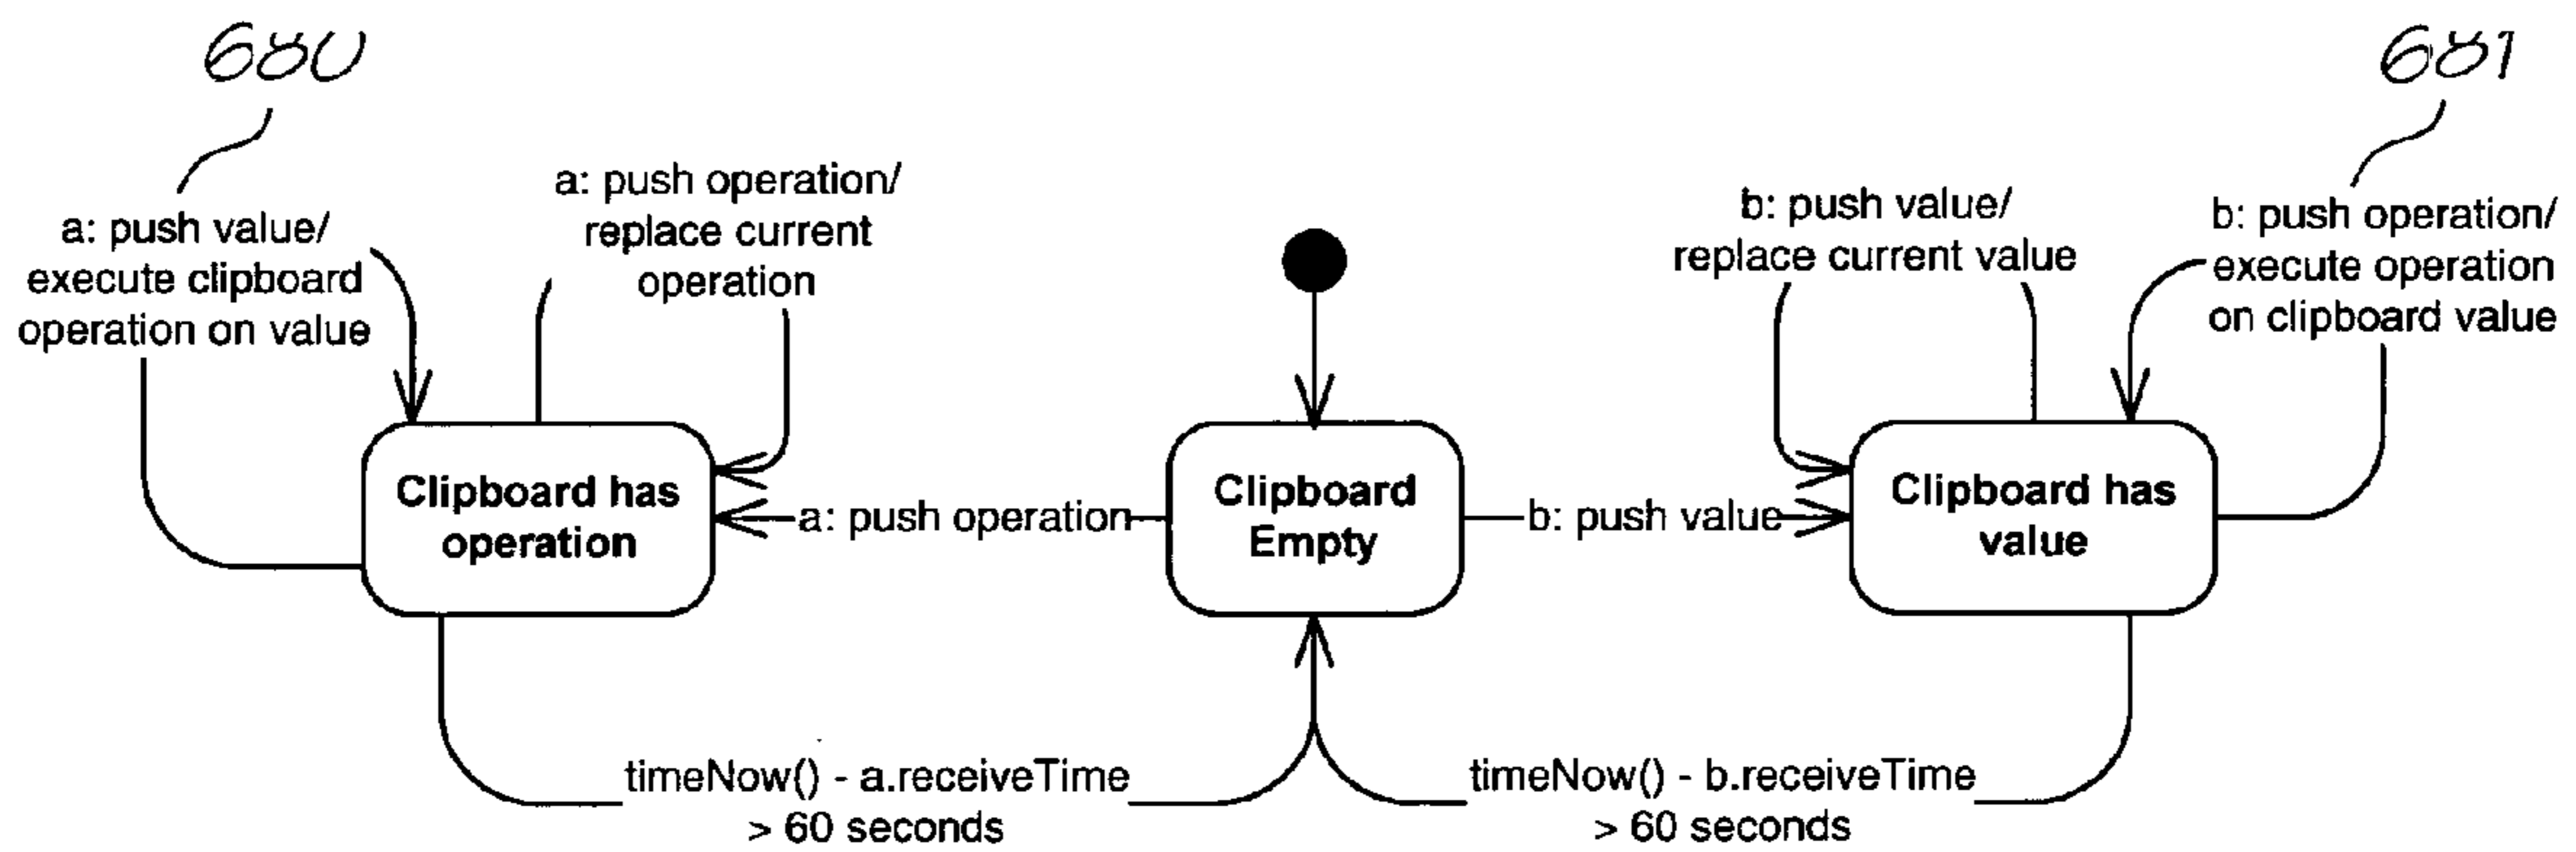 680
681
a: push value/
execute clipboard
operation on value
a: push operation/
replace current
operation
b: push value/
replace current value
b: push operation/
execute operation
on clipboard value
Clipboard has
operation
a: push operation
Clipboard
Empty
b: push value
Clipboard has
value
timeNow() - a.receiveTime
> 60 seconds
timeNow() - b.receiveTime
> 60 seconds